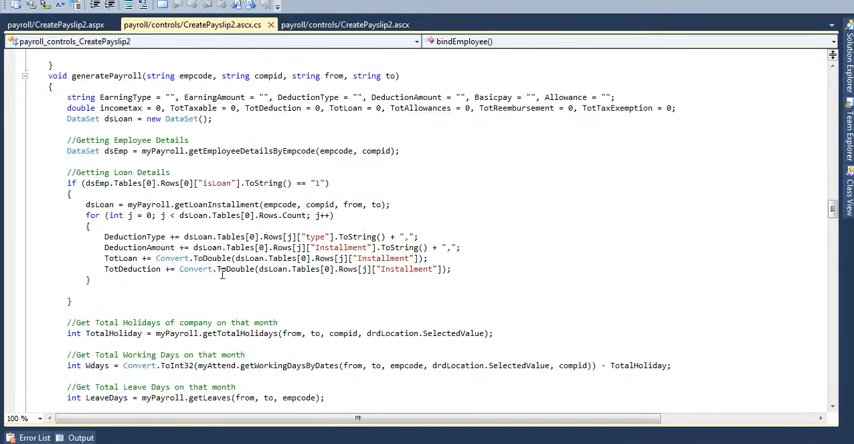 payroll/CreatePayslip2.aspx payroll/controls/CreatePayslip2.ascx.cs payroll/controls/CreatePayslip2.ascx
payroll_controls_CreatePayslip2 bindEmployee()
}
void generatePayroll(string empcode, string compid, string from, string to)
{
string EarningType = "", EarningAmount = "", DeductionType = "", DeductionAmount = "", Basicpay = "", Allowance = "";
double incometax = 0, TotTaxable = 0, TotDeduction = 0, TotLoan = 0, TotAllowances = 0, TotReimbursement = 0, TotTaxExemption = 0;
DataSet dsLoan = new DataSet();
//Getting Employee Details
DataSet dsEmp = myPayroll.getEmployeeDetailsByEmpcode(empcode, compid);
//Getting Loan Details
if (dsEmp.Tables[0].Rows[0]["isLoan"].ToString() == "1")
{
dsLoan = myPayroll.getLoanInstallment(empcode, compid, from, to);
for (int j = 0; j < dsLoan.Tables[0].Rows.Count; j++)
{
DeductionType += dsLoan.Tables[0].Rows[j]["type"].ToString() + ",";
DeductionAmount += dsLoan.Tables[0].Rows[j]["Installment"].ToString() + ",";
TotLoan += Convert.ToDouble(dsLoan.Tables[0].Rows[j]["Installment"]);
TotDeduction += Convert.ToDouble(dsLoan.Tables[0].Rows[j]["Installment"]);
}
}
//Get Total Holidays of company on that month
int TotalHoliday = myPayroll.getTotalHolidays(from, to, compid, drdLocation.SelectedValue);
//Get Total Working Days on that month
int Wdays = Convert.ToInt32(myAttend.getWorkingDaysByDates(from, to, empcode, drdLocation.SelectedValue, compid)) - TotalHoliday;
//Get Total Leave Days on that month
int LeaveDays = myPayroll.getLeaves(from, to, empcode);
100 %
Error List Output
Solution Explorer
Team Explorer
Class View